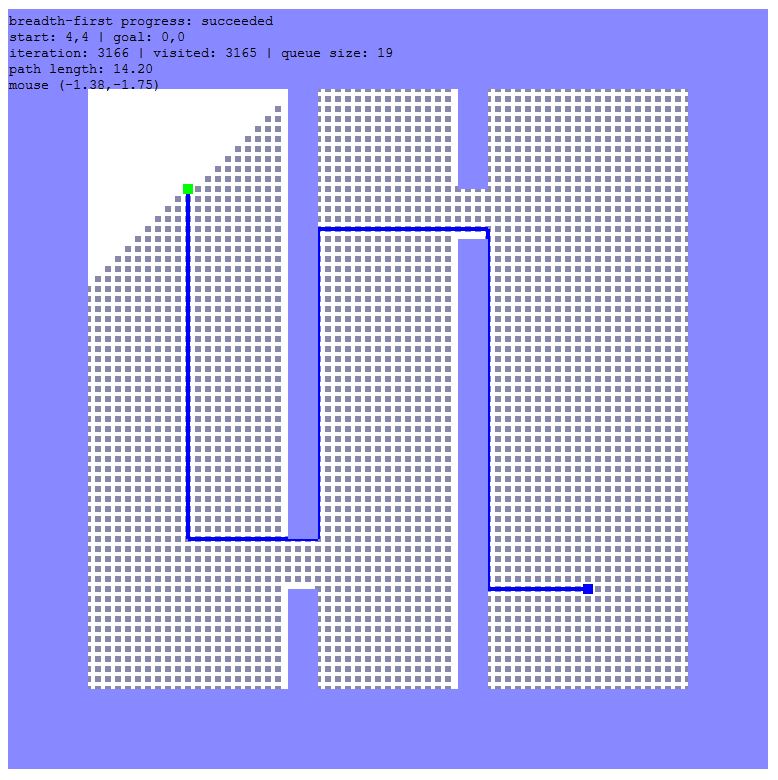 breadth-first progress: succeeded
start: 4,4 | goal: 0,0
iteration: 3166 | visited: 3165 | queue size: 19
path length: 14.20
mouse (-1.38,-1.75)